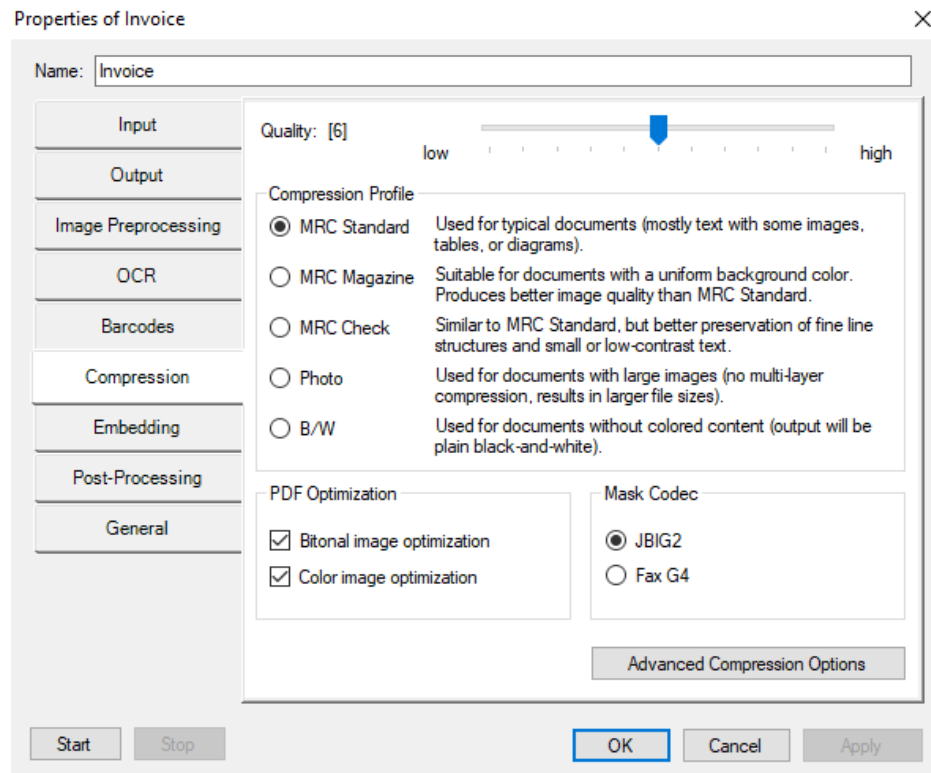 Properties of Invoice
Name: Invoice
Input
Output
Image Preprocessing
OCR
Barcodes
Compression
Embedding
Post-Processing
General
Quality: [6]
low
high
Compression Profile
MRC Standard
Used for typical documents (mostly text with some images,
tables, or diagrams).
MRC Magazine
Suitable for documents with a uniform background color.
Produces better image quality than MRC Standard.
MRC Check
Similar to MRC Standard, but better preservation of fine line
structures and small or low-contrast text.
Photo
Used for documents with large images (no multi-layer
compression, results in larger file sizes).
B/W
Used for documents without colored content (output will be
plain black-and-white).
PDF Optimization
Bitonal image optimization
Color image optimization
Mask Codec
JBIG2
Fax G4
Advanced Compression Options
Start
Stop
OK
Cancel
Apply